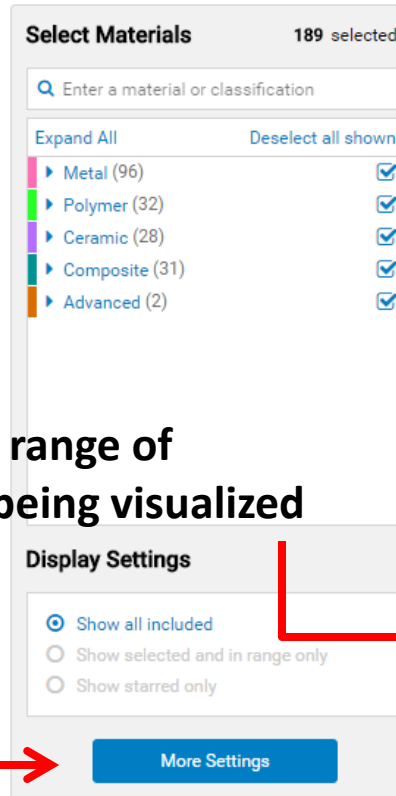 Select Materials 189 selected
Enter a material or classification
Expand All Deselect all shown
Metal (96)
Polymer (32)
Ceramic (28)
Composite (31)
Advanced (2)
range of
being visualized
Display Settings
Show all included
Show selected and in range only
Show starred only
More Settings